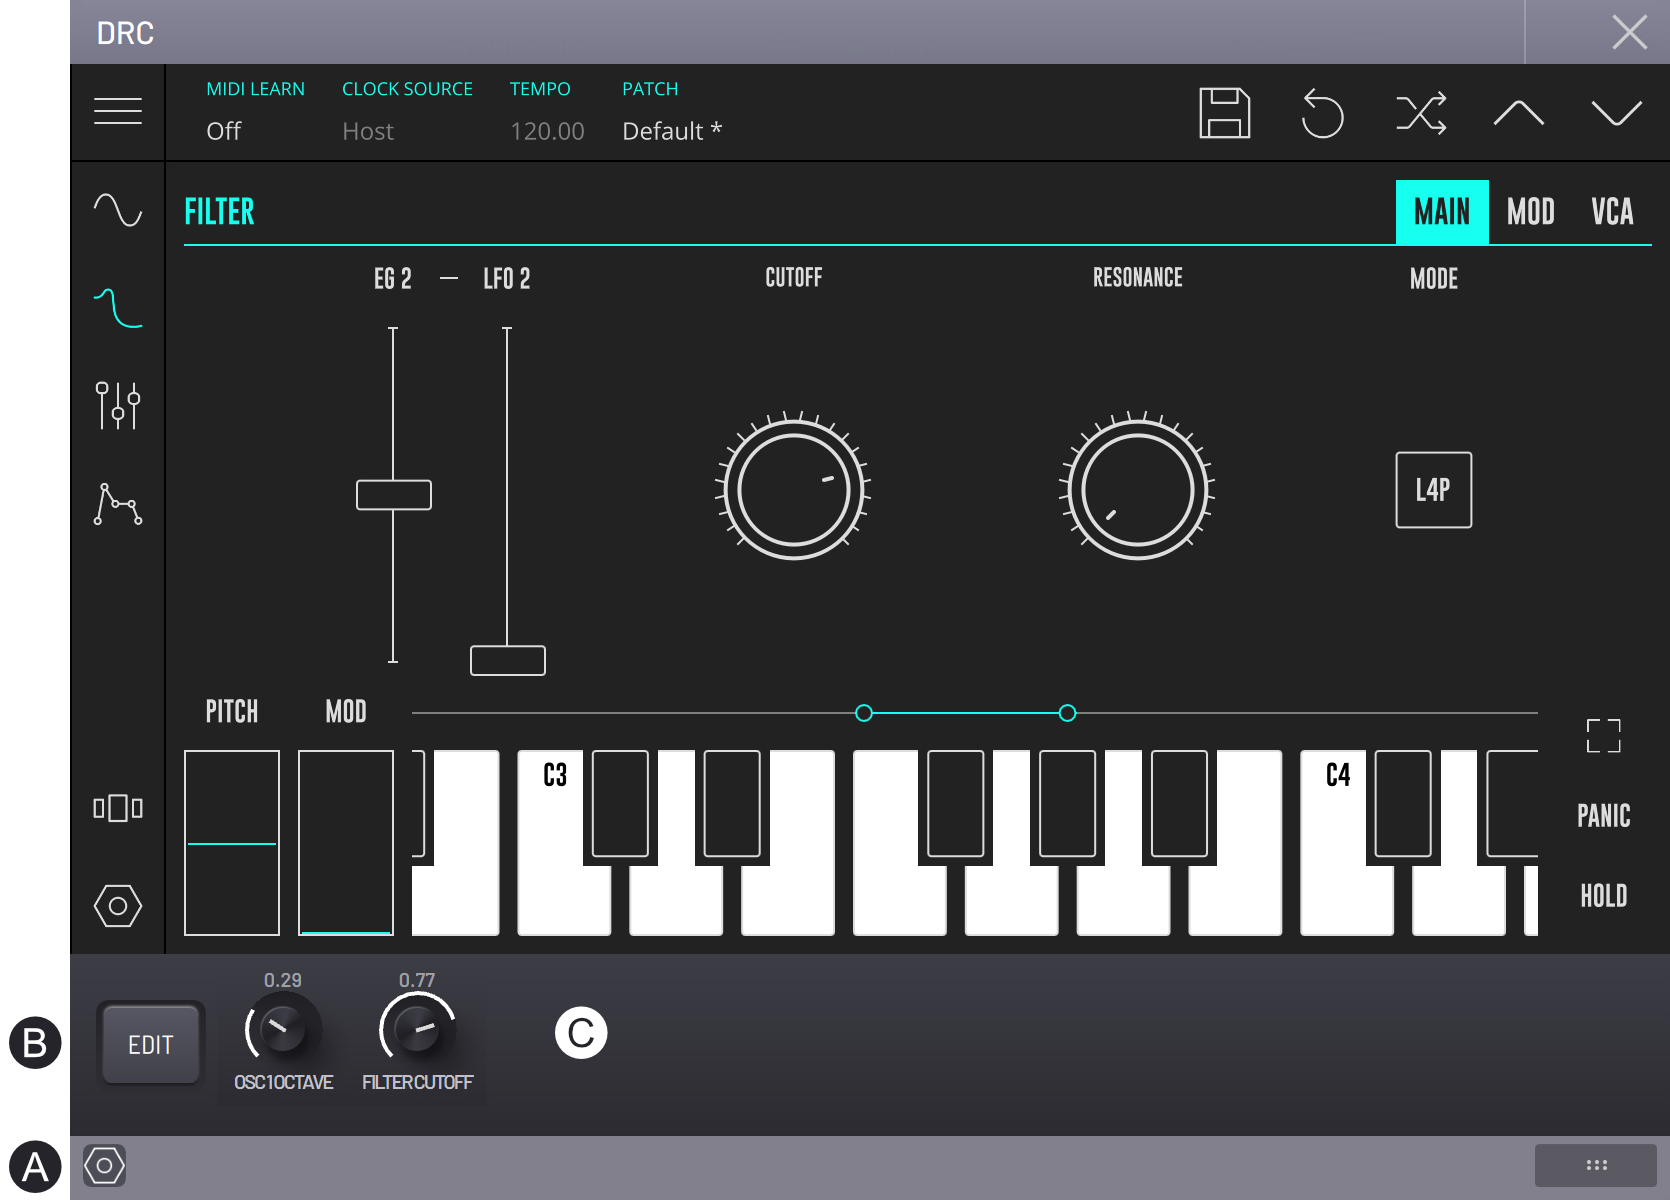 DRC
MIDI LEARN CLOCK SOURCE TEMPO PATCH
Off Host 120.00 Default *
FILTER MAIN MOD VCA
EG 2 — LFO 2 CUTOFF RESONANCE MODE
L4P
PITCH MOD
C3 C4
PANIC
HOLD
0.29 0.77
B EDIT C
OSC1OCTAVE FILTERCUTOFF
A